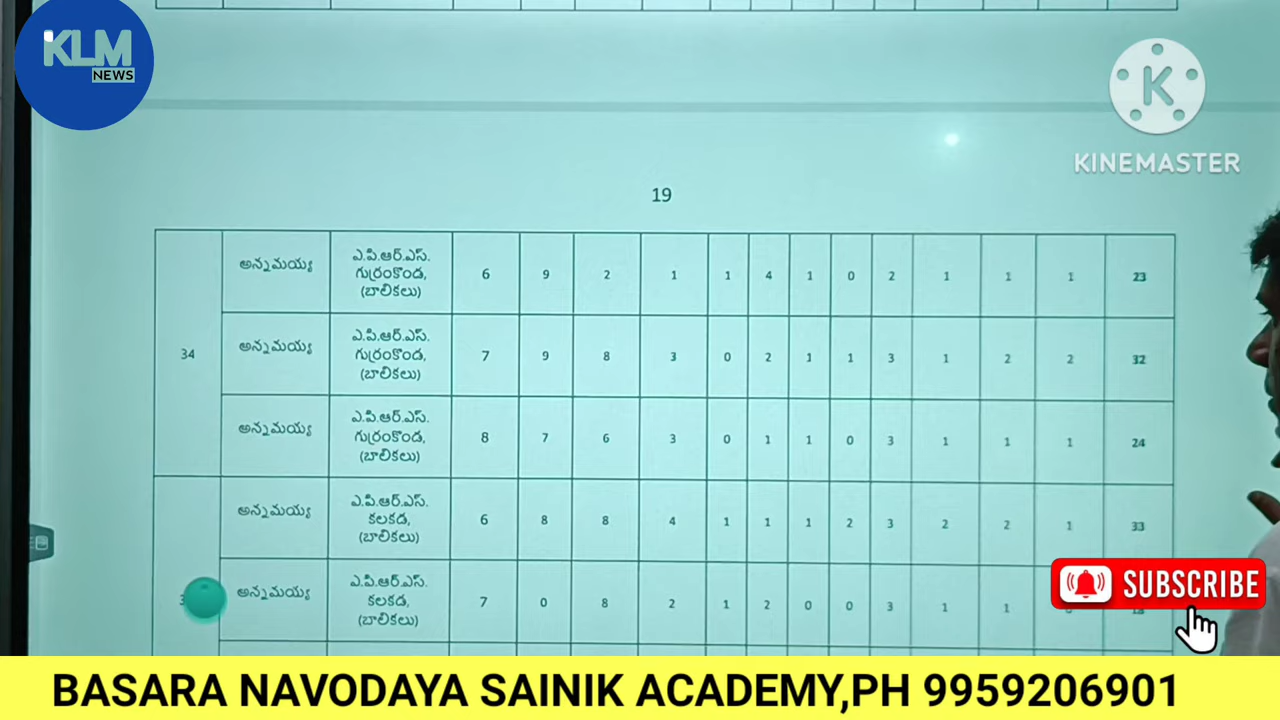 KLM
NEWS
K
KINEMASTER
19
34
అన్నమయ్య
ఎ.పి.ఆర్.ఎస్.
గుర్రంకొండ,
(బాలికలు)
6 9 2 1 1 4 1 0 2 1 1 1 23
అన్నమయ్య
ఎ.పి.ఆర్.ఎస్.
గుర్రంకొండ,
(బాలికలు)
7 9 8 3 0 2 1 1 3 1 2 2 32
అన్నమయ్య
ఎ.పి.ఆర్.ఎస్.
గుర్రంకొండ,
(బాలికలు)
8 7 6 3 0 1 1 0 3 1 1 1 24
అన్నమయ్య
ఎ.పి.ఆర్.ఎస్.
కలకడ,
(బాలికలు)
6 8 8 4 1 1 1 2 3 2 2 1 33
అన్నమయ్య
ఎ.పి.ఆర్.ఎస్.
కలకడ,
(బాలికలు)
7 0 8 2 1 2 0 0 3 1 1
SUBSCRIBE
BASARA NAVODAYA SAINIK ACADEMY,PH 9959206901